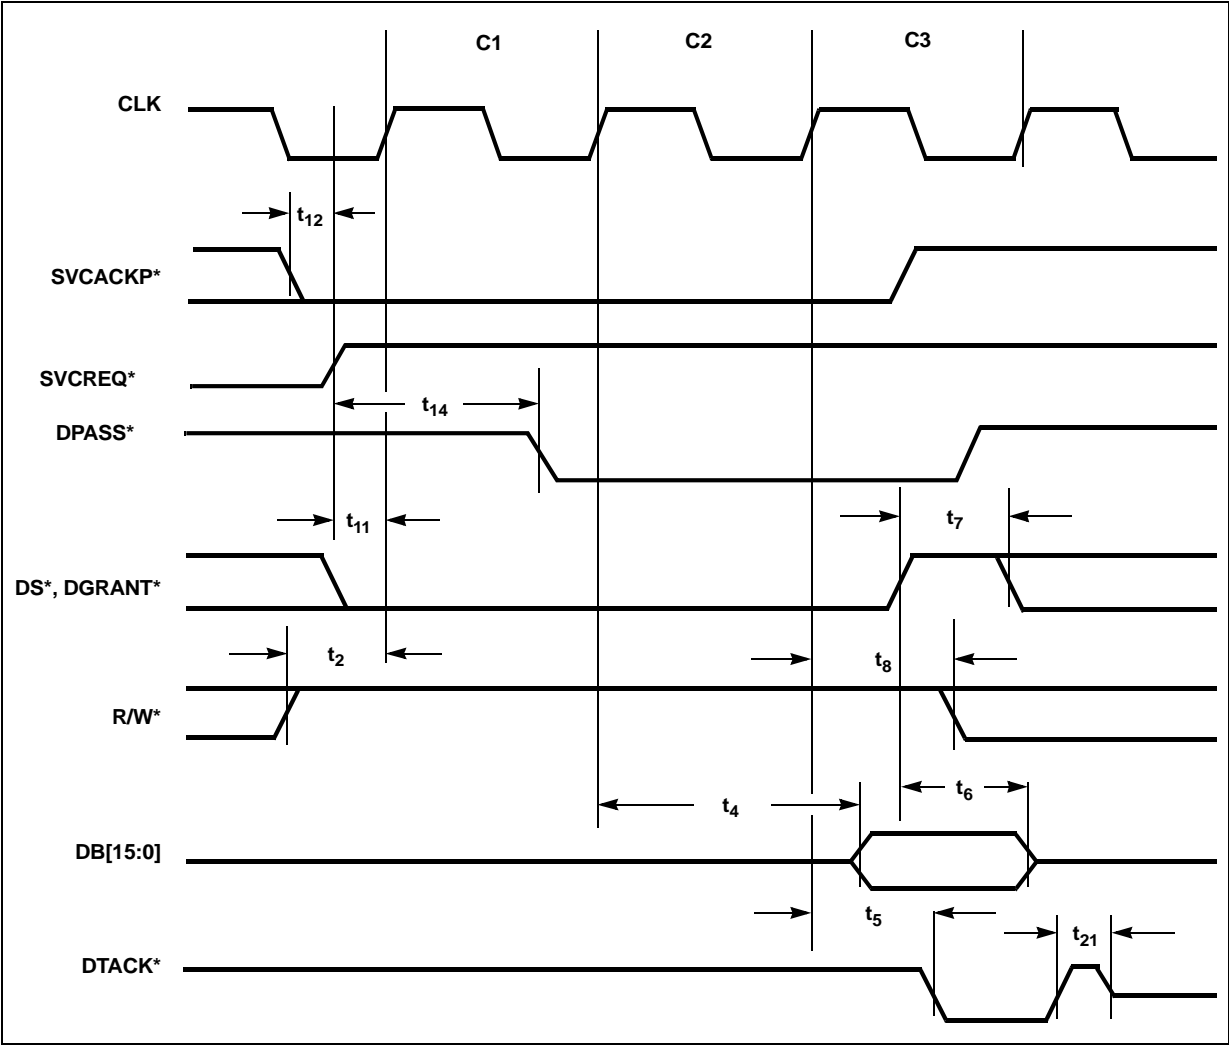 C1 C2 C3
CLK
t12
SVCACKP*
SVCREQ*
t14
DPASS*
t11 t7
DS*, DGRANT*
t2 t8
R/W*
t6
t4
DB[15:0]
t5
t21
DTACK*